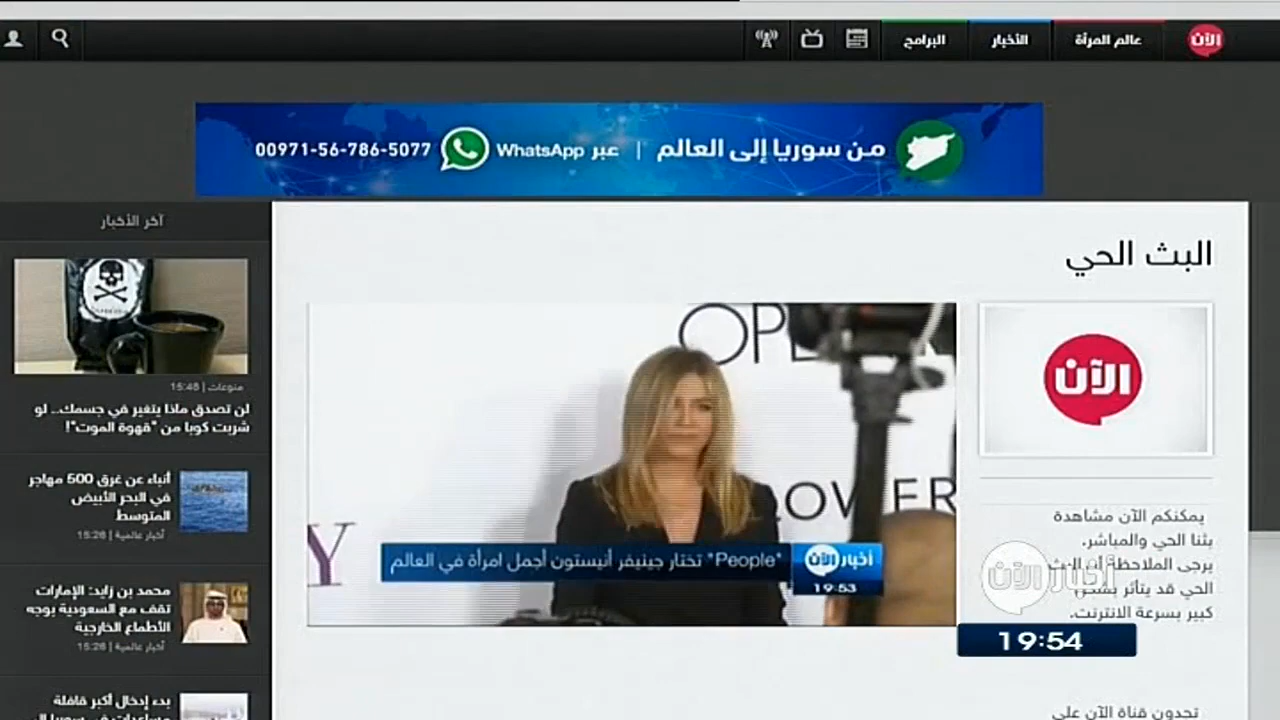 الآن
عالم المرأة
الأخبار
البرامج
من سوريا إلى العالم | عبر WhatsApp 00971-56-786-5077
البث الحي
الآن
يمكنكم الآن مشاهدة
بثنا الحي والمباشر.
يرجى الملاحظة أن البث
الحي قد يتأثر بشكل
كبير بسرعة الانترنت.
أخبار الآن
19:54
تجدون قناة الآن على
OPE
LOWER
Y
أخبار الآن
"People" تختار جينيفر أنيستون أجمل امرأة في العالم
19:53
آخر الأخبار
منوعات | 15:48
لن تصدق ماذا يتغير في جسمك.. لو
شربت كوبا من "قهوة الموت"!
أنباء عن غرق 500 مهاجر
في البحر الأبيض
المتوسط
أخبار عالمية | 15:26
محمد بن زايد: الإمارات
تقف مع السعودية بوجه
الأطماع الخارجية
أخبار عالمية | 15:26
بدء إدخال أكبر قافلة